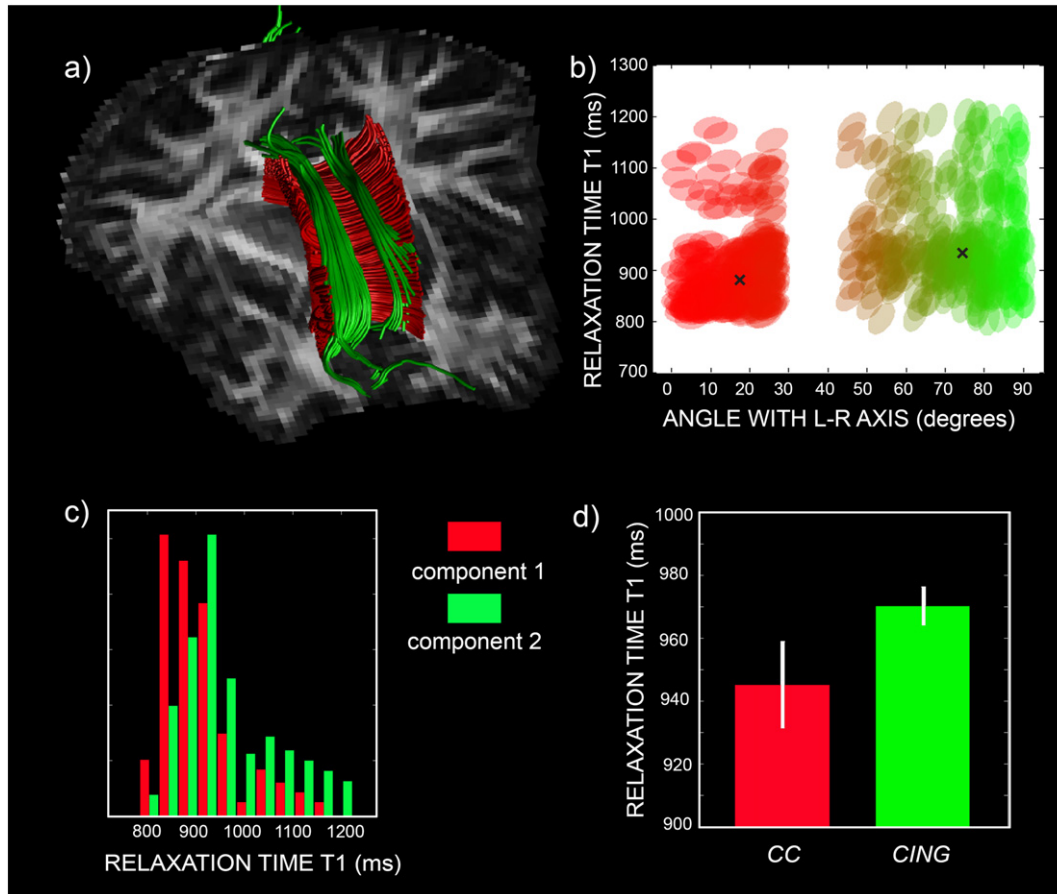 a)
b)
RELAXATION TIME T1 (ms)
1300
1200
1100
1000
900
800
700
0 10 20 30 40 50 60 70 80 90
ANGLE WITH L-R AXIS (degrees)
c)
800 900 1000 1100 1200
RELAXATION TIME T1 (ms)
component 1
component 2
d)
RELAXATION TIME T1 (ms)
1000
980
960
940
920
900
CC CING